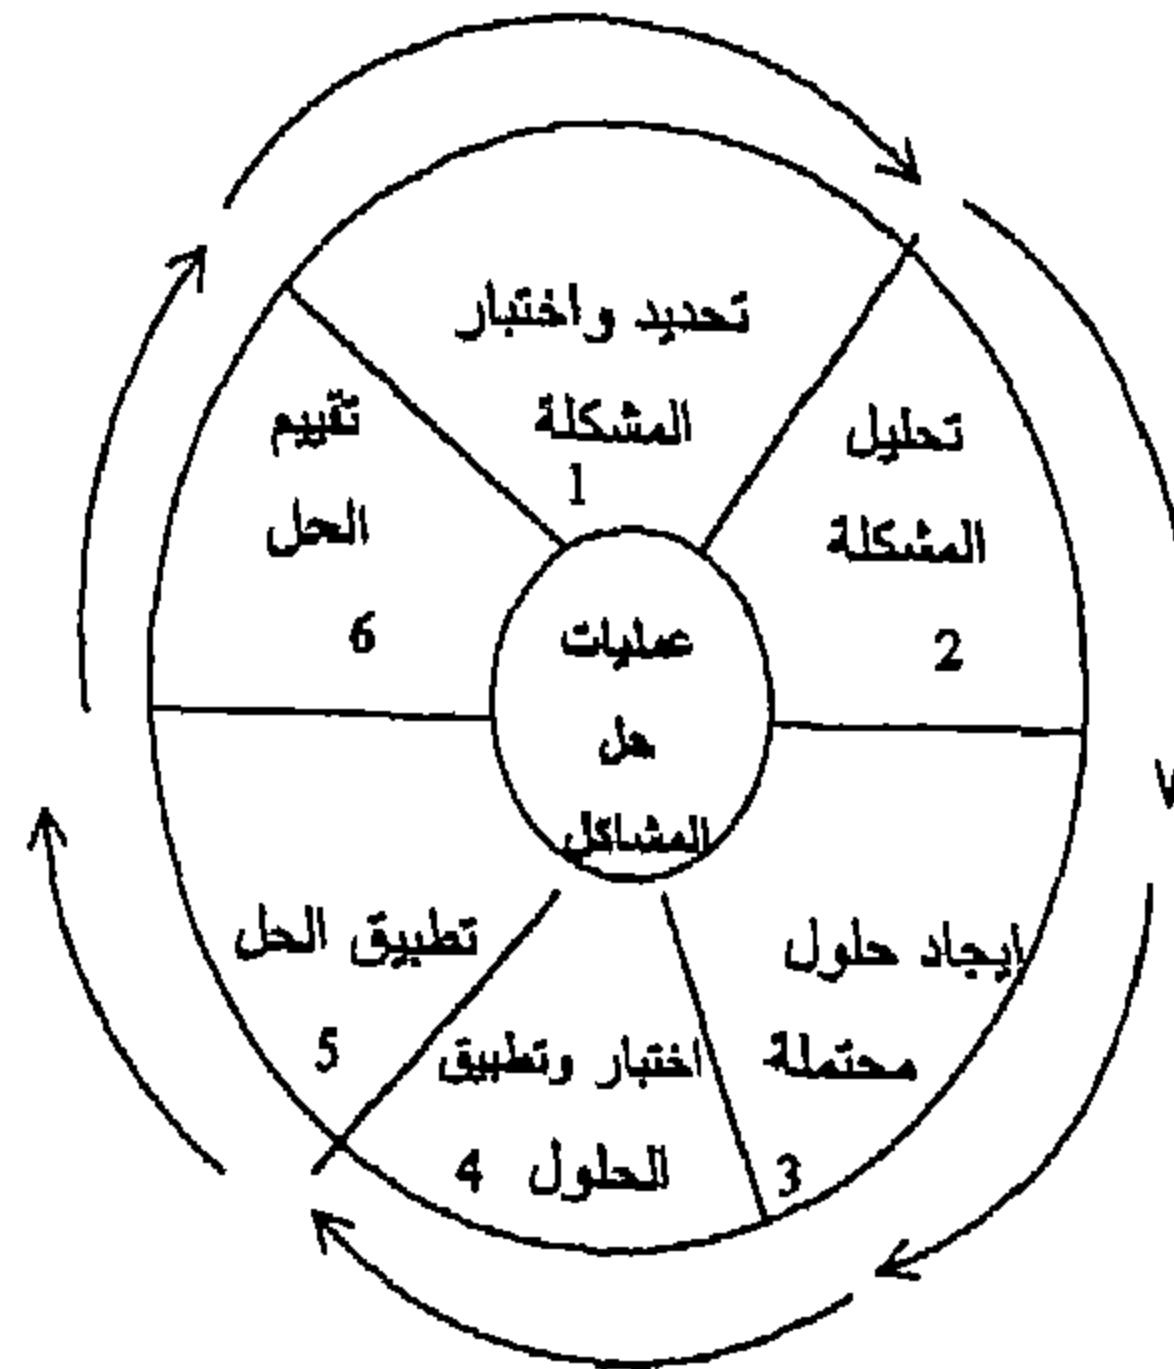 تحديد واختبار
المشكلة
1
تحليل
المشكلة
2
إيجاد حلول
محتملة
3
اختبار وتطبيق
الحلول 4
تطبيق الحل
5
تقييم
الحل
6
عمليات
حل
المشاكل